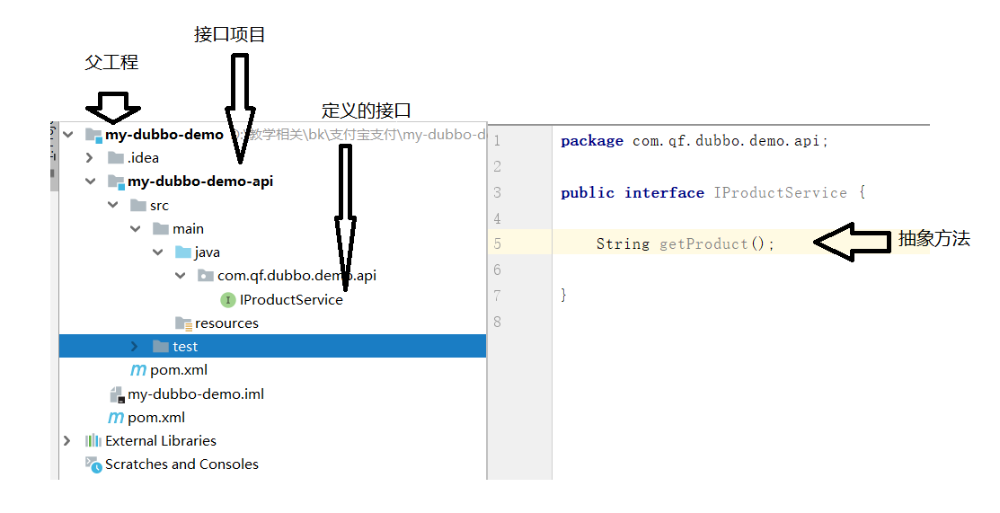 接口项目
父工程
定义的接口
my-dubbo-demo D:\教学相关\bk\支付宝支付\my-dubbo-d
.idea
my-dubbo-demo-api
src
main
java
com.qf.dubbo.demo.api
IProductService
resources
test
pom.xml
my-dubbo-demo.iml
pom.xml
External Libraries
Scratches and Consoles
1 package com.qf.dubbo.demo.api;
2
3 public interface IProductService {
4
5 String getProduct();
6
7 }
8
抽象方法